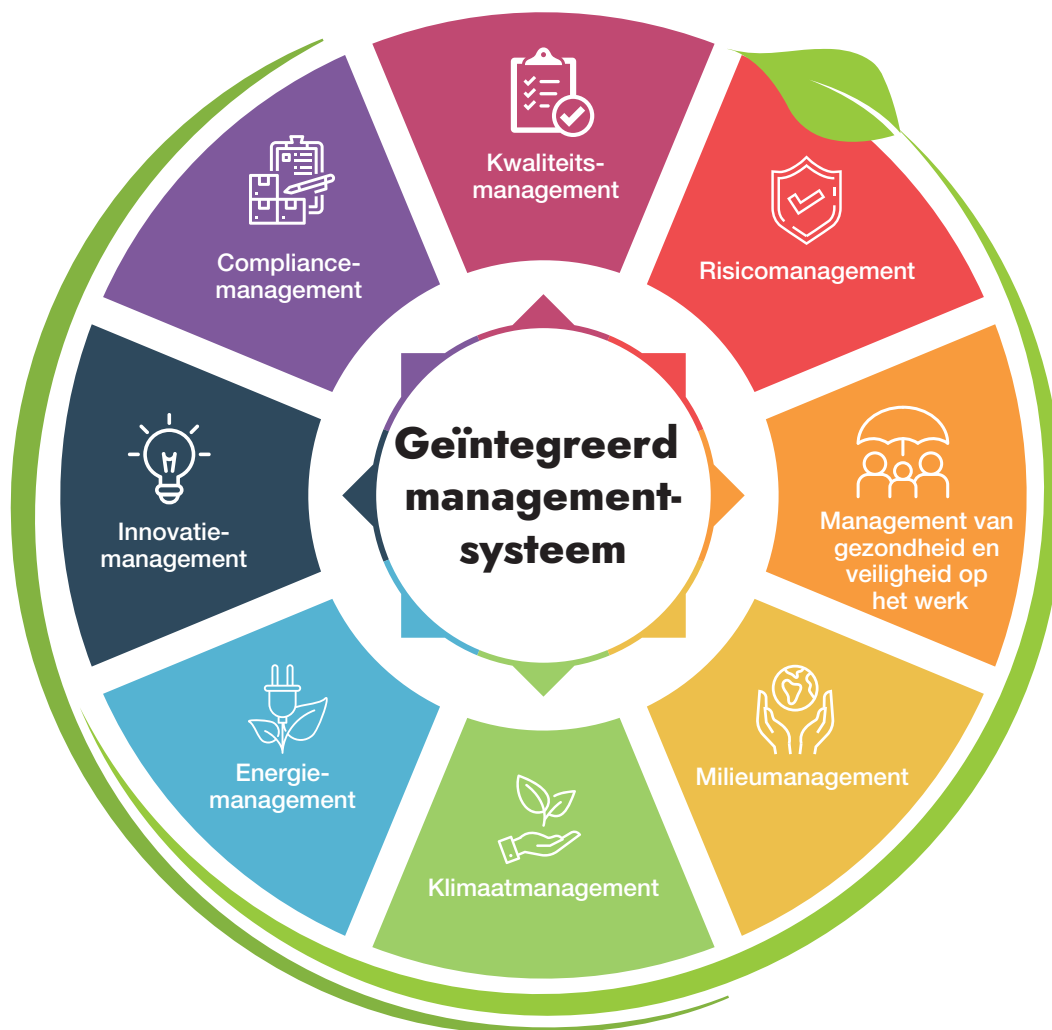 Kwaliteits-
management
Risicomanagement
Management van
gezondheid en
veiligheid op
het werk
Milieumanagement
Klimaatmanagement
Energie-
management
Innovatie-
management
Compliance-
management
Geïntegreerd
management-
systeem